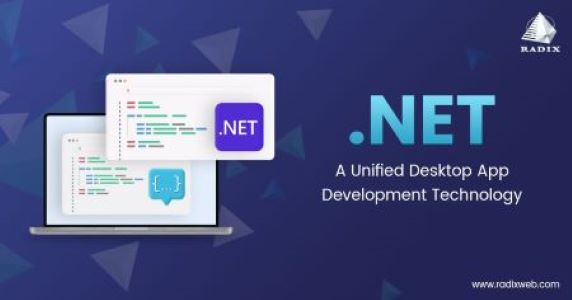 RADIX
.NET
.NET
A Unified Desktop App
Development Technology
{...}
www.radixweb.com